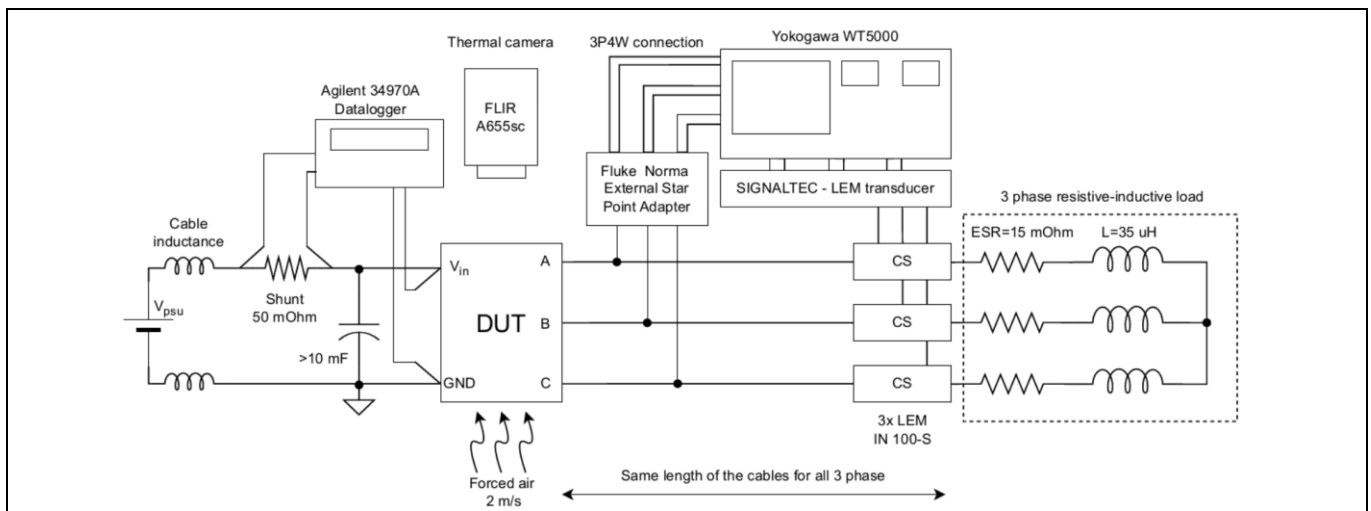 Thermal camera
3P4W connection
Yokogawa WT5000
Agilent 34970A
Datalogger
FLIR
A655sc
Fluke Norma
External Star
Point Adapter
SIGNALTEC - LEM transducer
3 phase resistive-inductive load
Cable
inductance
ESR=15 mOhm
L=35 uH
Vin
A
CS
Shunt
50 mOhm
Vpsu
DUT
B
CS
>10 mF
GND
C
CS
3x LEM
IN 100-S
Forced air
2 m/s
Same length of the cables for all 3 phase